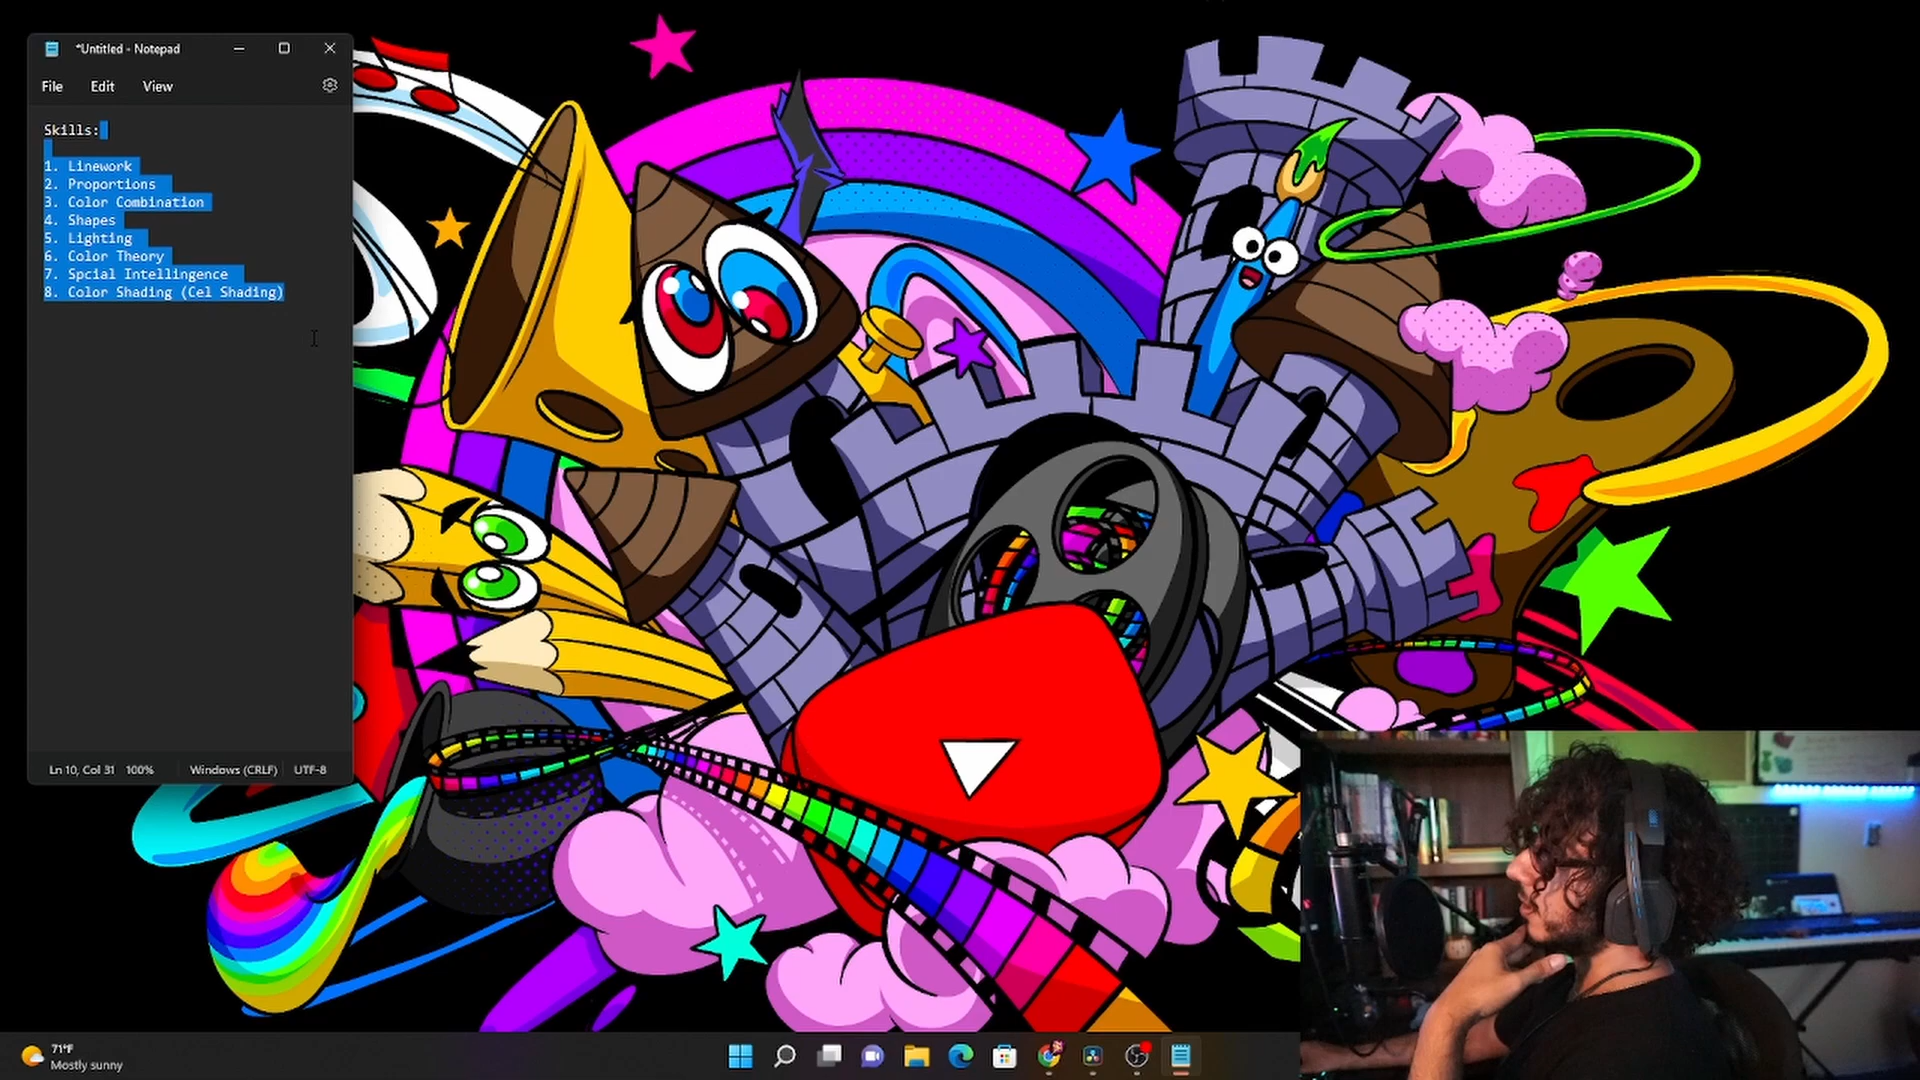 *Untitled - Notepad
File Edit View
Skills:
1. Linework
2. Proportions
3. Color Combination
4. Shapes
5. Lighting
6. Color Theory
7. Spcial Intellingence
8. Color Shading (Cel Shading)
Ln 10, Col 31 100% Windows (CRLF) UTF-8
71°F
Mostly sunny